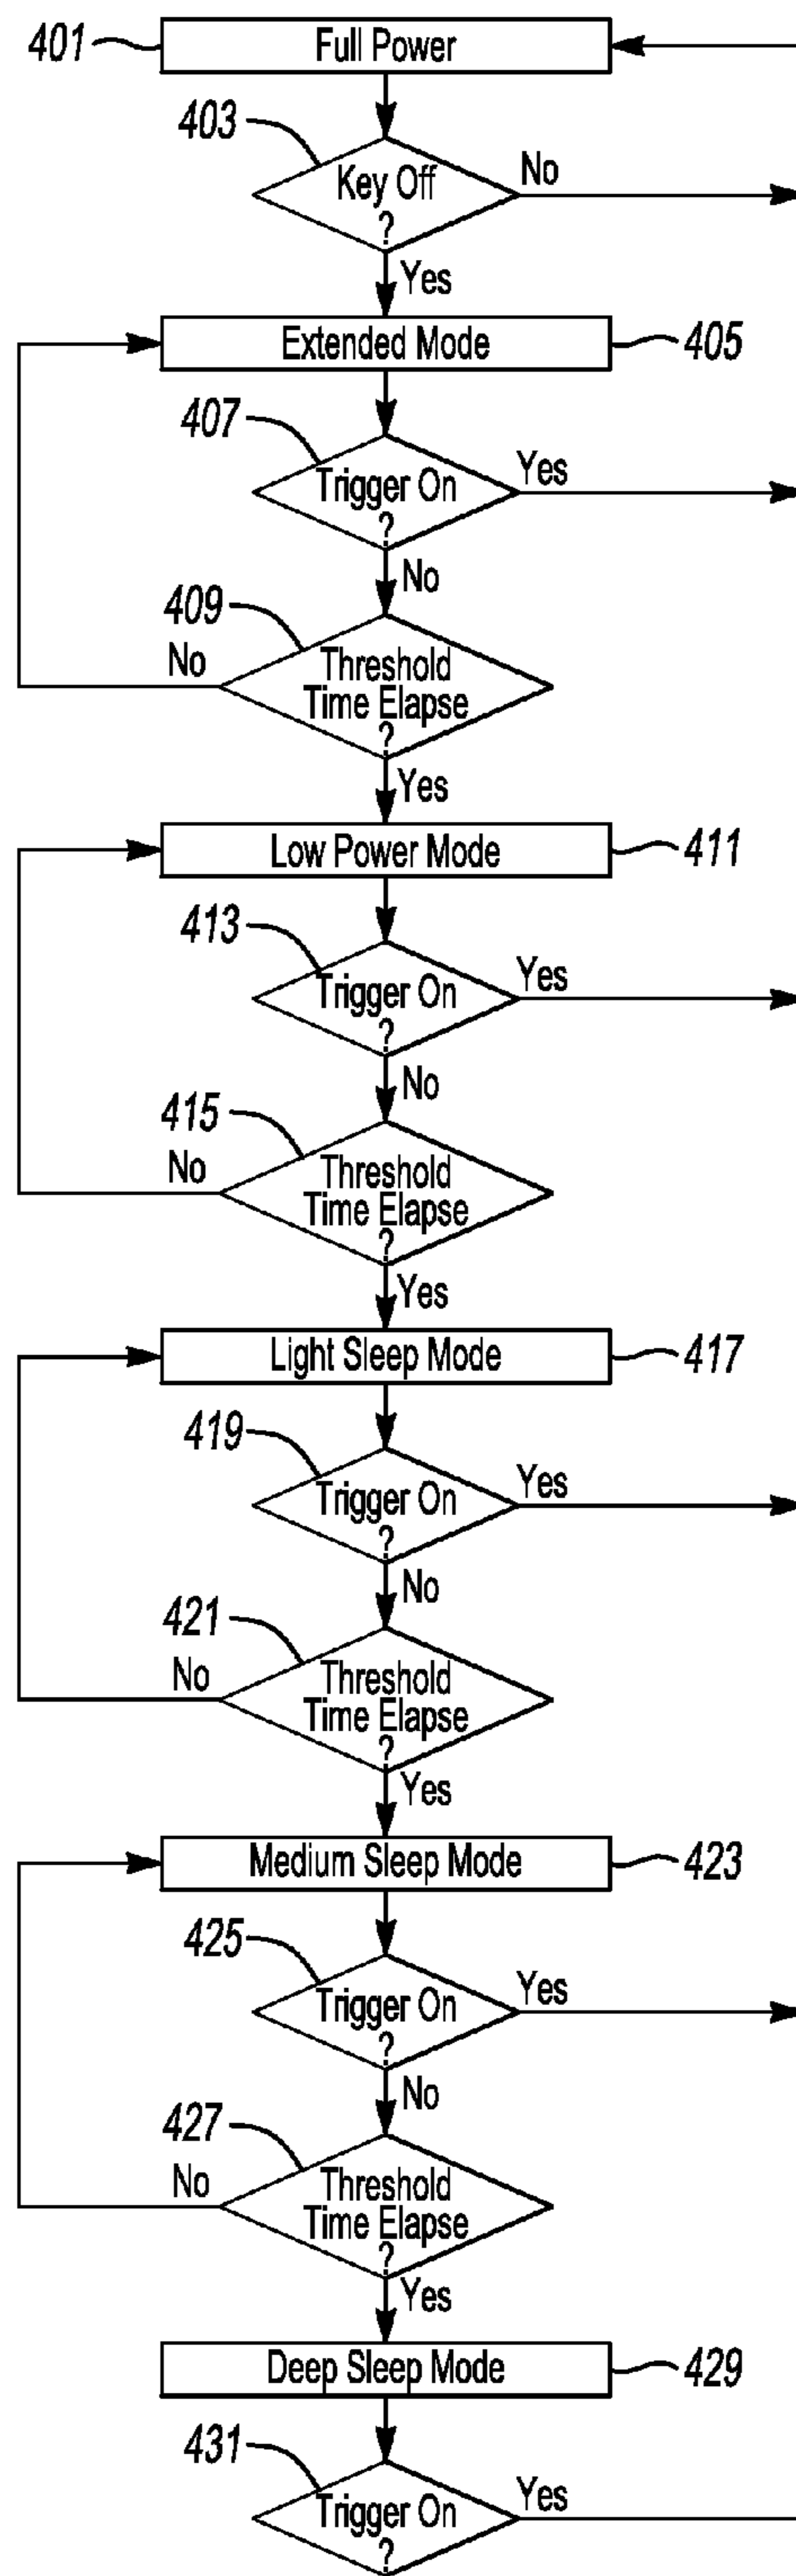 401
Full Power
403
Key Off
?
No
Yes
Extended Mode
405
407
Trigger On
?
Yes
No
409
No
Threshold
Time Elapse
?
Yes
Low Power Mode
411
413
Trigger On
?
Yes
No
415
No
Threshold
Time Elapse
?
Yes
Light Sleep Mode
417
419
Trigger On
?
Yes
No
421
No
Threshold
Time Elapse
?
Yes
Medium Sleep Mode
423
425
Trigger On
?
Yes
No
427
No
Threshold
Time Elapse
?
Yes
Deep Sleep Mode
429
431
Trigger On
?
Yes